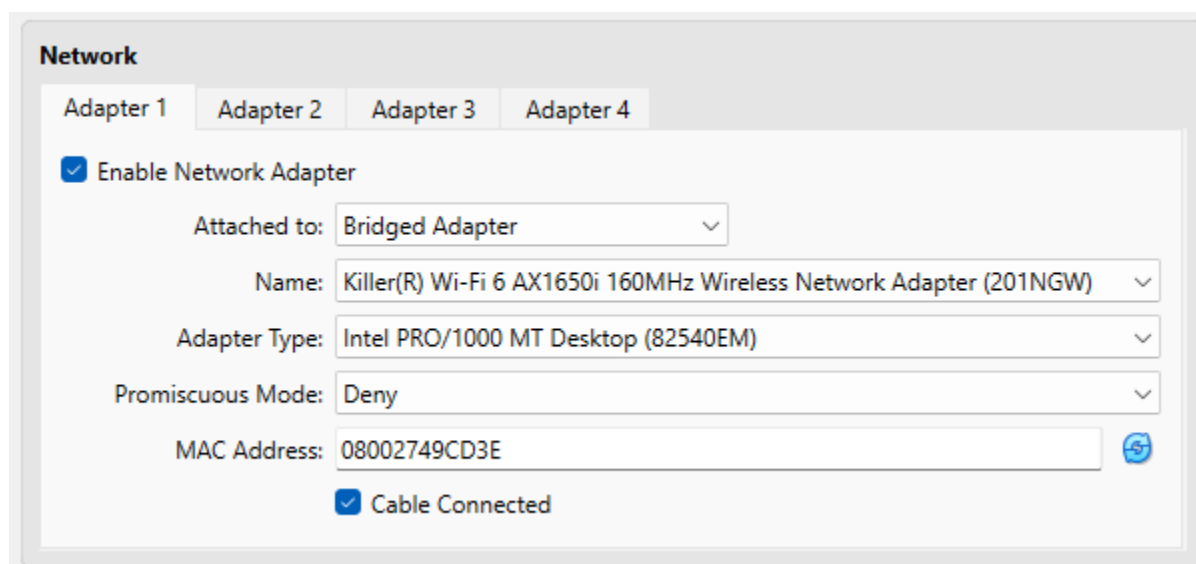 Network
Adapter 1 Adapter 2 Adapter 3 Adapter 4
Enable Network Adapter
Attached to: Bridged Adapter
Name: Killer(R) Wi-Fi 6 AX1650i 160MHz Wireless Network Adapter (201NGW)
Adapter Type: Intel PRO/1000 MT Desktop (82540EM)
Promiscuous Mode: Deny
MAC Address: 08002749CD3E
Cable Connected